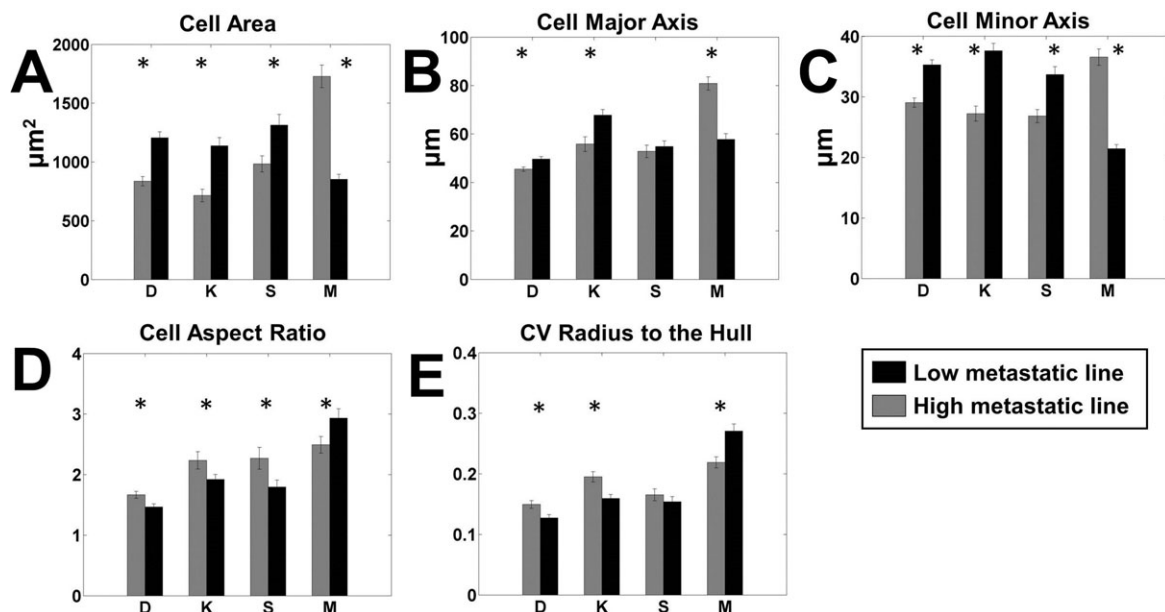 Cell Area
A
2000
1500
1000
500
0
µm²
* * * *
D K S M
Cell Major Axis
B
100
80
60
40
20
0
µm
* * *
D K S M
Cell Minor Axis
C
40
30
20
10
0
µm
* * * *
D K S M
Cell Aspect Ratio
D
4
3
2
1
0
* * * *
D K S M
CV Radius to the Hull
E
0.4
0.3
0.2
0.1
0
* * *
D K S M
Low metastatic line
High metastatic line